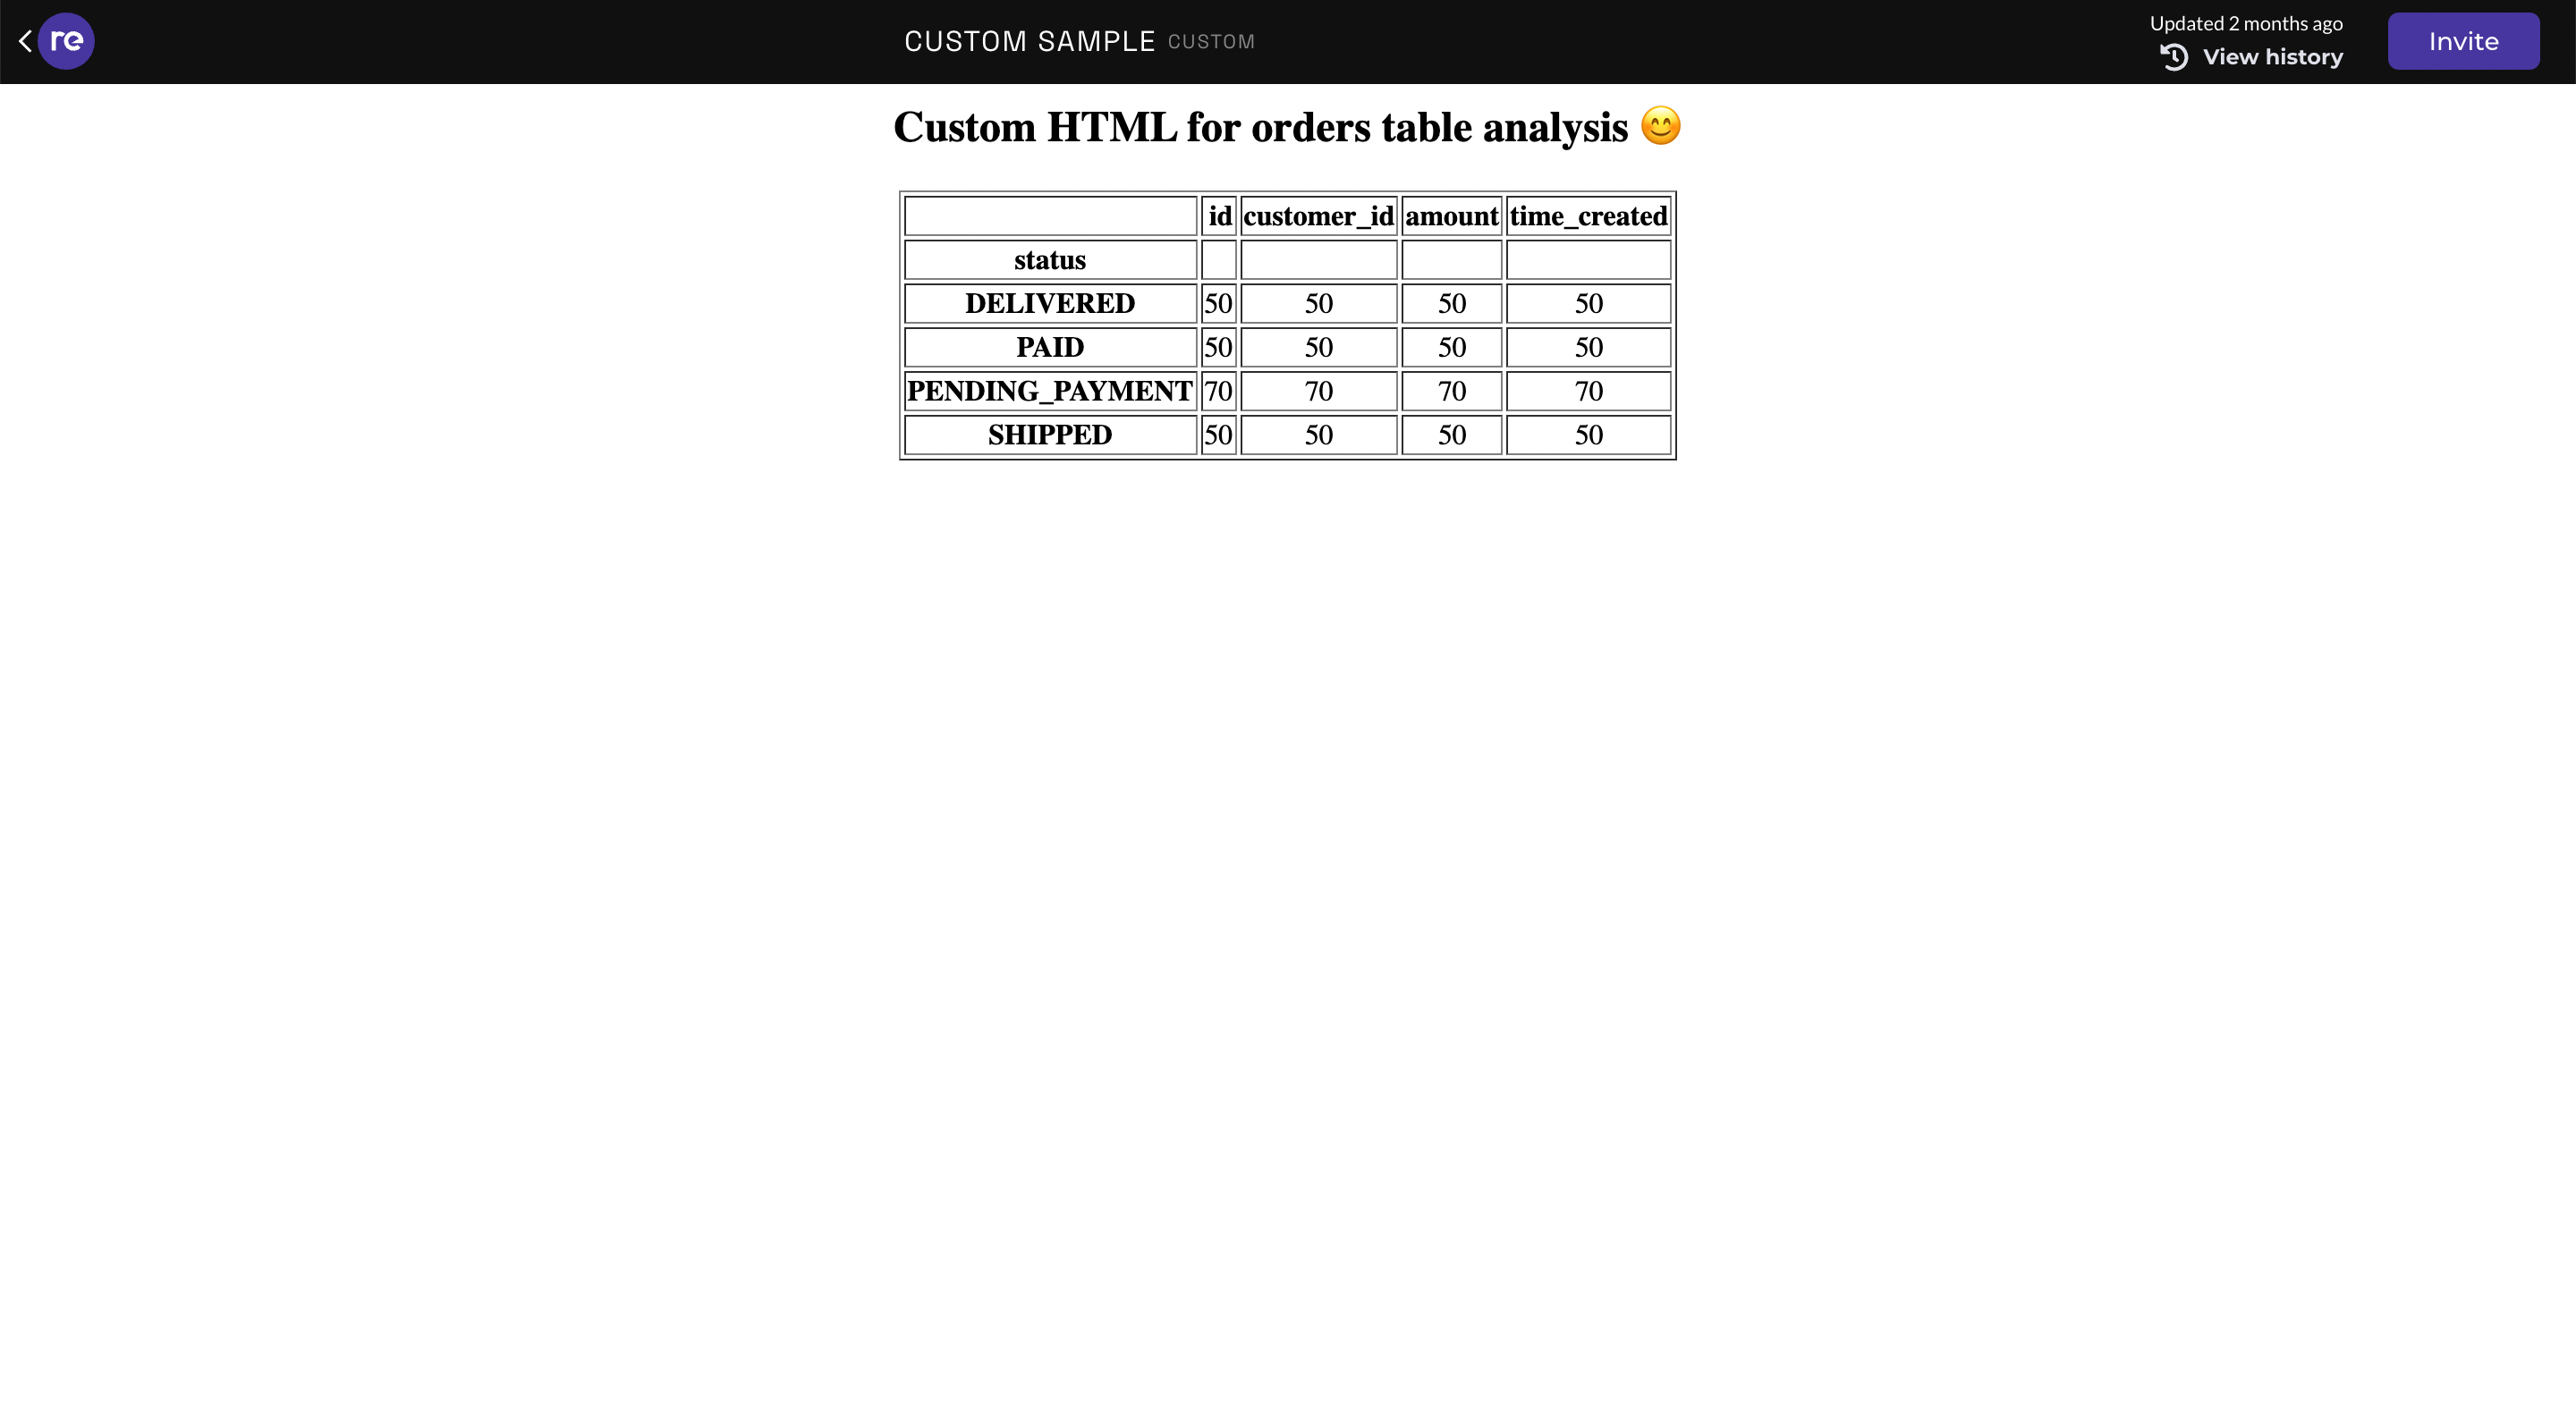 re
CUSTOM SAMPLE CUSTOM
Updated 2 months ago
View history
Invite
Custom HTML for orders table analysis 😊
id customer_id amount time_created
status
DELIVERED 50 50 50 50
PAID 50 50 50 50
PENDING_PAYMENT 70 70 70 70
SHIPPED 50 50 50 50